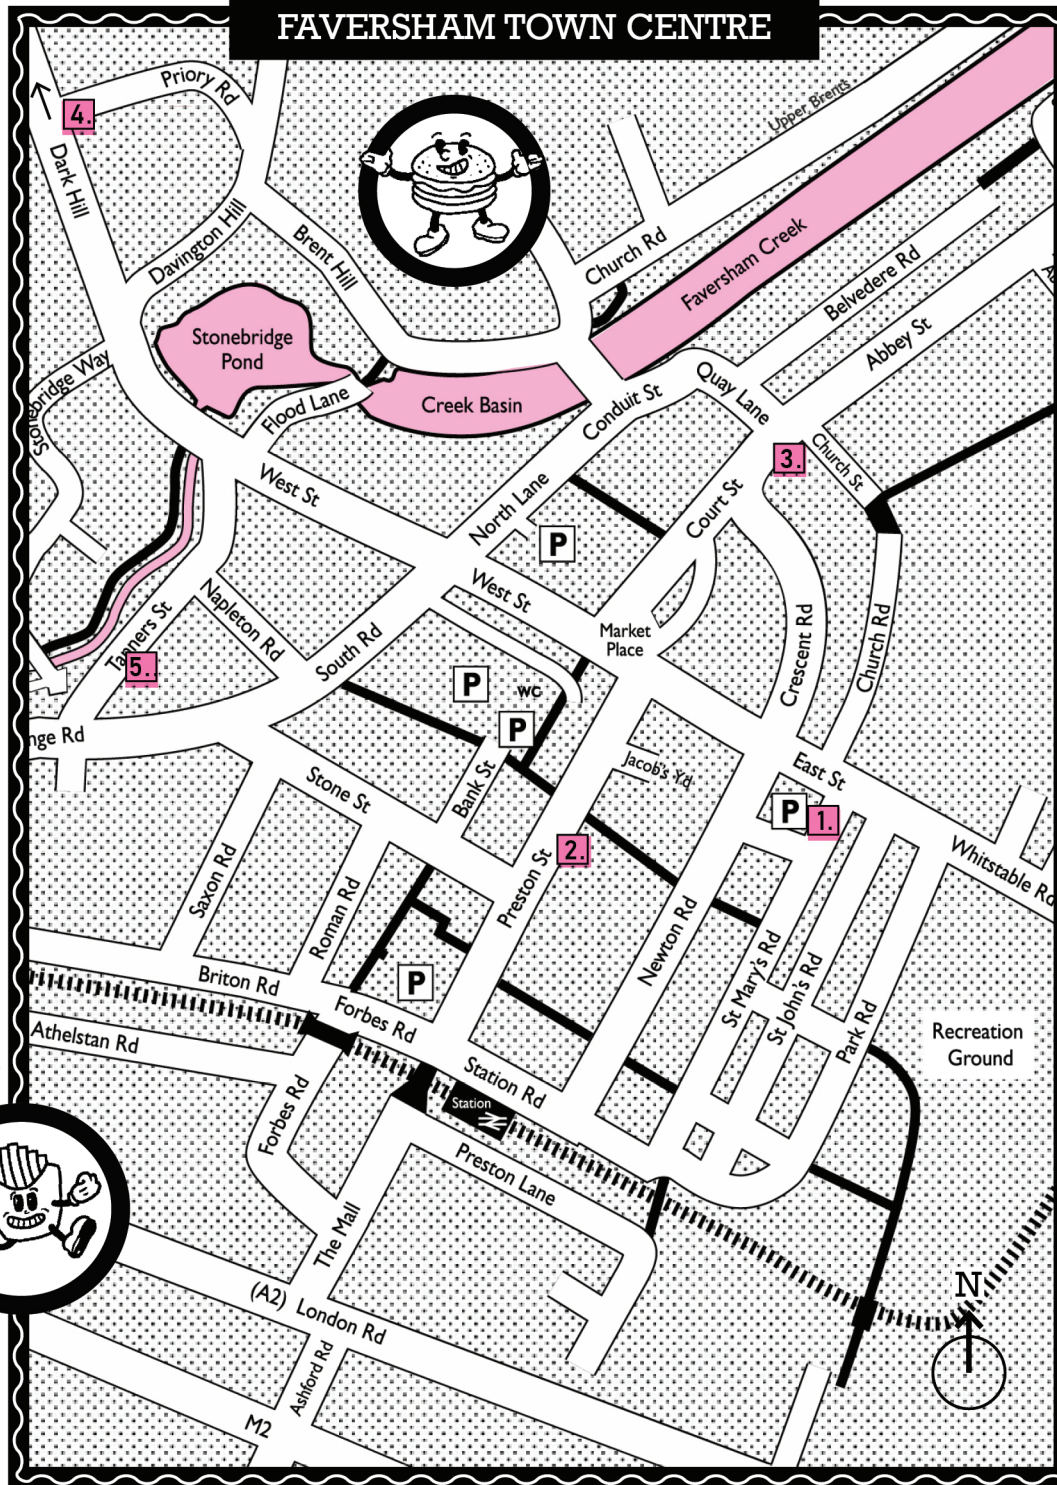 FAVERSHAM TOWN CENTRE
Priory Rd
4.
Upper Brents
Dark Hill
Davington Hill
Brent Hill
Church Rd
Faversham Creek
Belvedere Rd
Abbey St
Stonebridge
Pond
Stonebridge Way
Flood Lane
Creek Basin
Conduit St
Quay Lane
3.
Church St
West St
North Lane
Court St
P
West St
Napleton Rd
Tanners St
5.
South Rd
Market
Place
Crescent Rd
Church Rd
P
WC
P
nge Rd
Jacob's Yd
East St
Stone St
Bank St
P
1.
2.
Whitstable Rd
Saxon Rd
Roman Rd
Preston St
Newton Rd
St Mary's Rd
St John's Rd
Park Rd
Briton Rd
P
Forbes Rd
Recreation
Ground
Athelstan Rd
Station Rd
Station
Forbes Rd
Preston Lane
The Mall
(A2) London Rd
N
Ashford Rd
M2